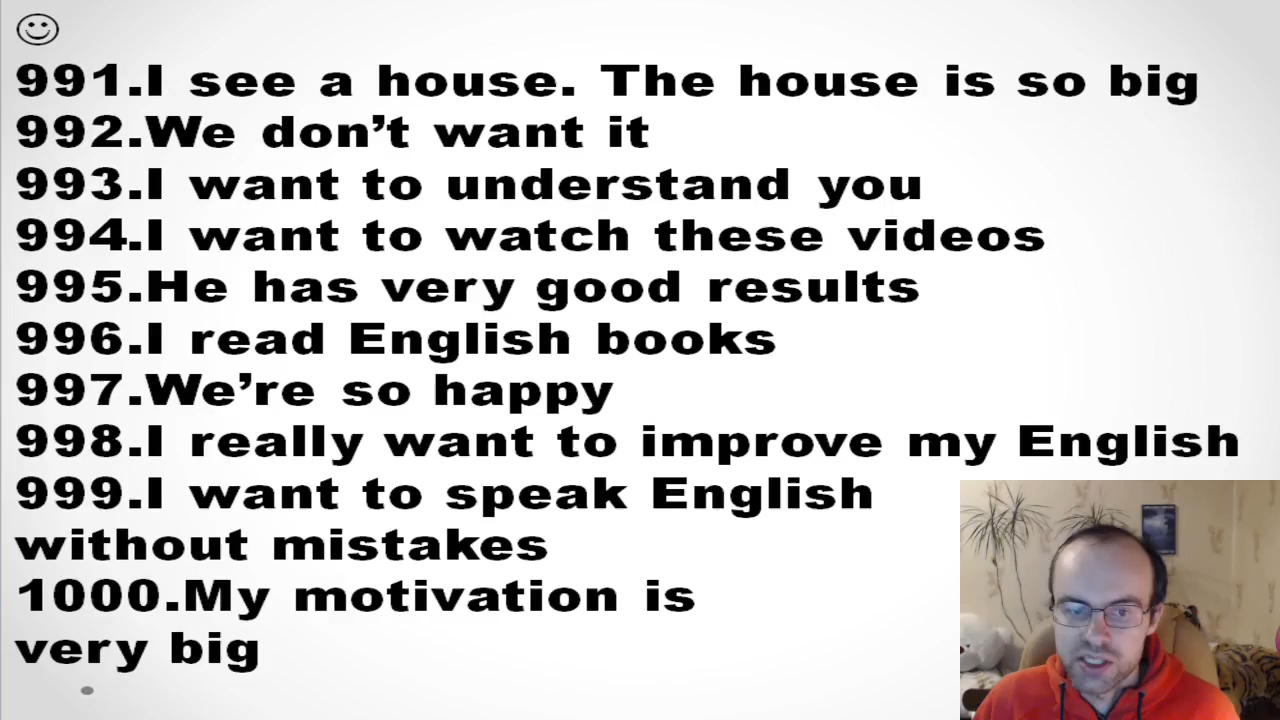 991.I see a house. The house is so big
992.We don’t want it
993.I want to understand you
994.I want to watch these videos
995.He has very good results
996.I read English books
997.We’re so happy
998.I really want to improve my English
999.I want to speak English
without mistakes
1000.My motivation is
very big